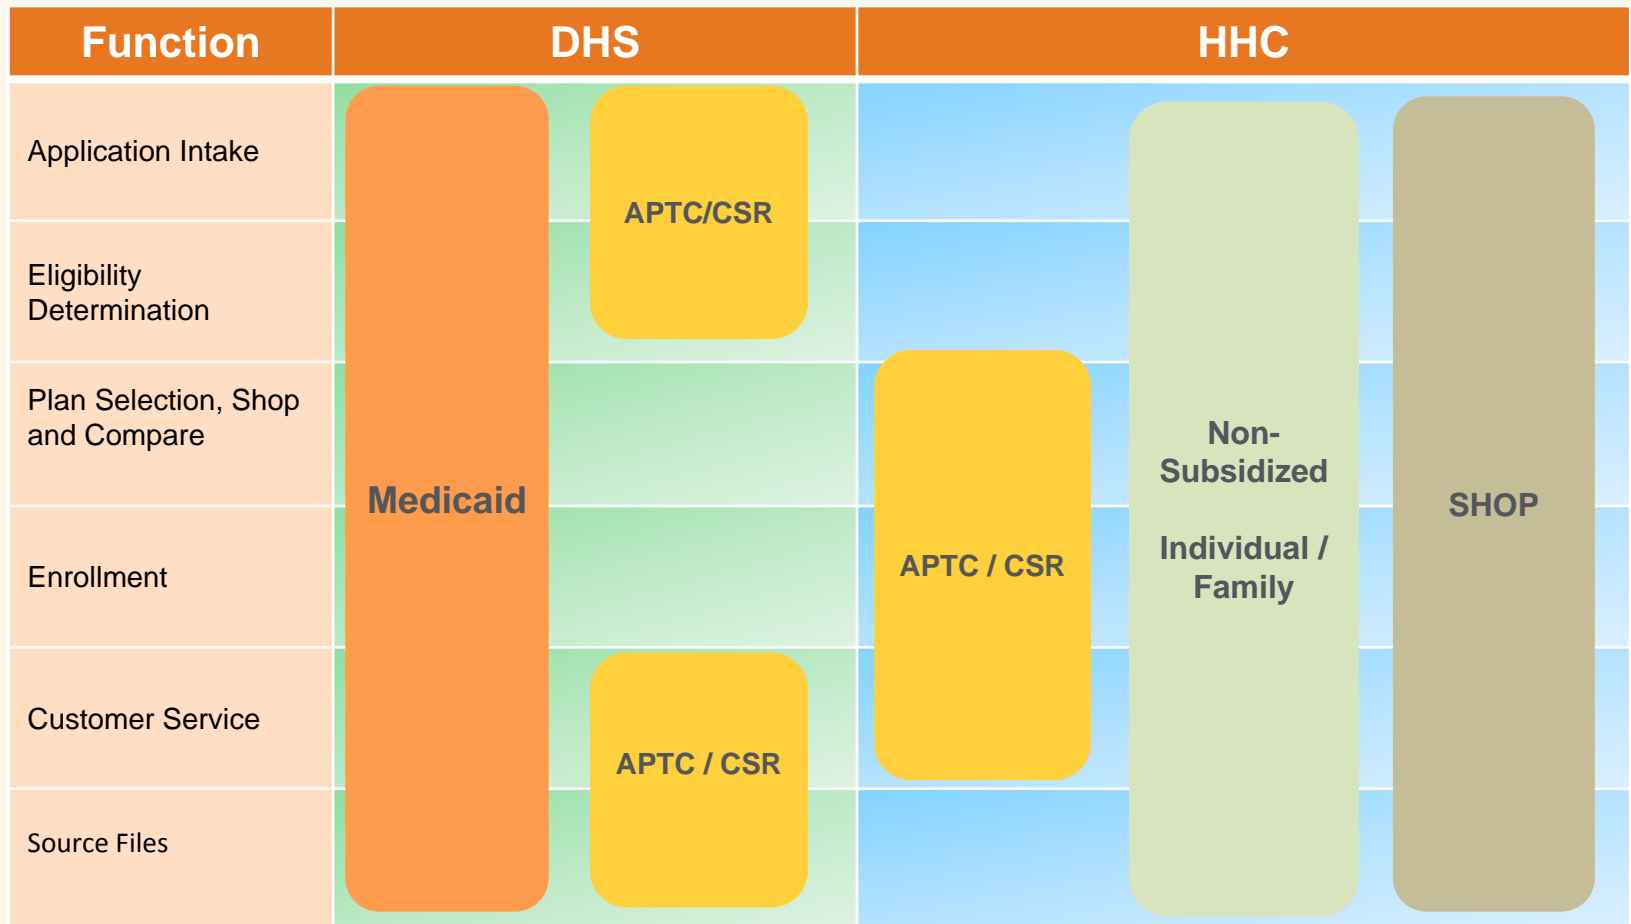 Function
DHS
HHC
Application Intake
APTC/CSR
Eligibility
Determination
Plan Selection, Shop
and Compare
Medicaid
Non-
Subsidized
Individual /
Family
SHOP
Enrollment
APTC / CSR
Customer Service
APTC / CSR
Source Files